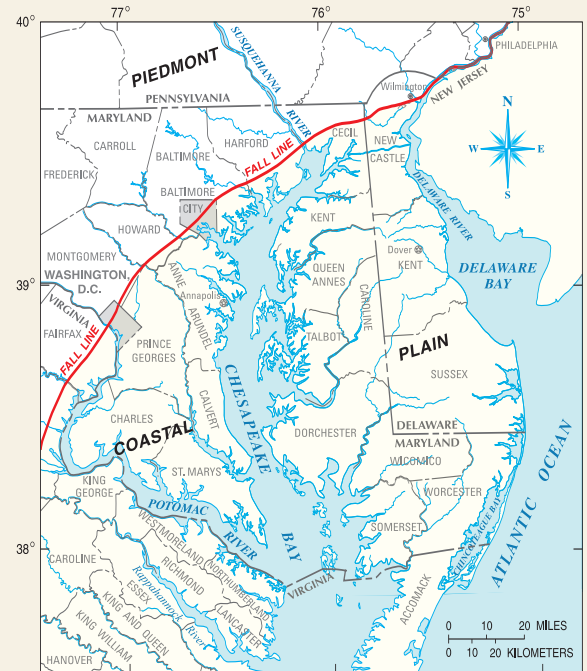 77°
76°
75°
40°
PHILADELPHIA
PIEDMONT
SUSQUEHANNA
RIVER
Wilmington
NEW JERSEY
PENNSYLVANIA
MARYLAND
CARROLL
HARFORD
CECIL
NEW
CASTLE
N
W
E
S
BALTIMORE
FALL LINE
FREDERICK
BALTIMORE
CITY
DELAWARE RIVER
KENT
HOWARD
Dover
KENT
MONTGOMERY
WASHINGTON,
D.C.
QUEEN
ANNES
DELAWARE
BAY
39°
ANNE
ARUNDEL
Annapolis
CAROLINE
VIRGINIA
FAIRFAX
PRINCE
GEORGES
TALBOT
PLAIN
FALL LINE
SUSSEX
CHESAPEAKE
BAY
CALVERT
CHARLES
COASTAL
DORCHESTER
DELAWARE
MARYLAND
WICOMICO
ST. MARYS
KING
GEORGE
POTOMAC
RIVER
WORCESTER
SOMERSET
CHINCOTEAGUE BAY
ATLANTIC OCEAN
38°
WESTMORELAND
NORTHUMBERLAND
CAROLINE
RICHMOND
ESSEX
Rappahannock River
VIRGINIA
LANCASTER
ACCOMACK
KING AND QUEEN
KING WILLIAM
HANOVER
0 10 20 MILES
0 10 20 KILOMETERS